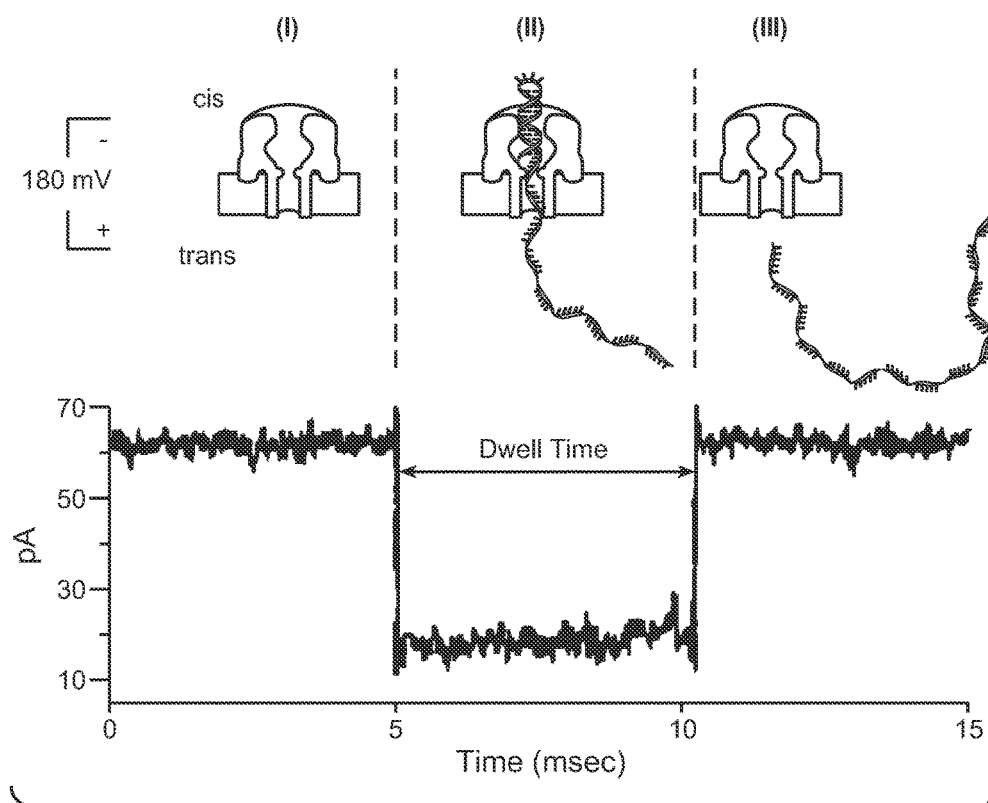 (I) (II) (III)
cis
-
180 mV
+
trans
70
50
30
10
pA
Dwell Time
0 5 10 15
Time (msec)